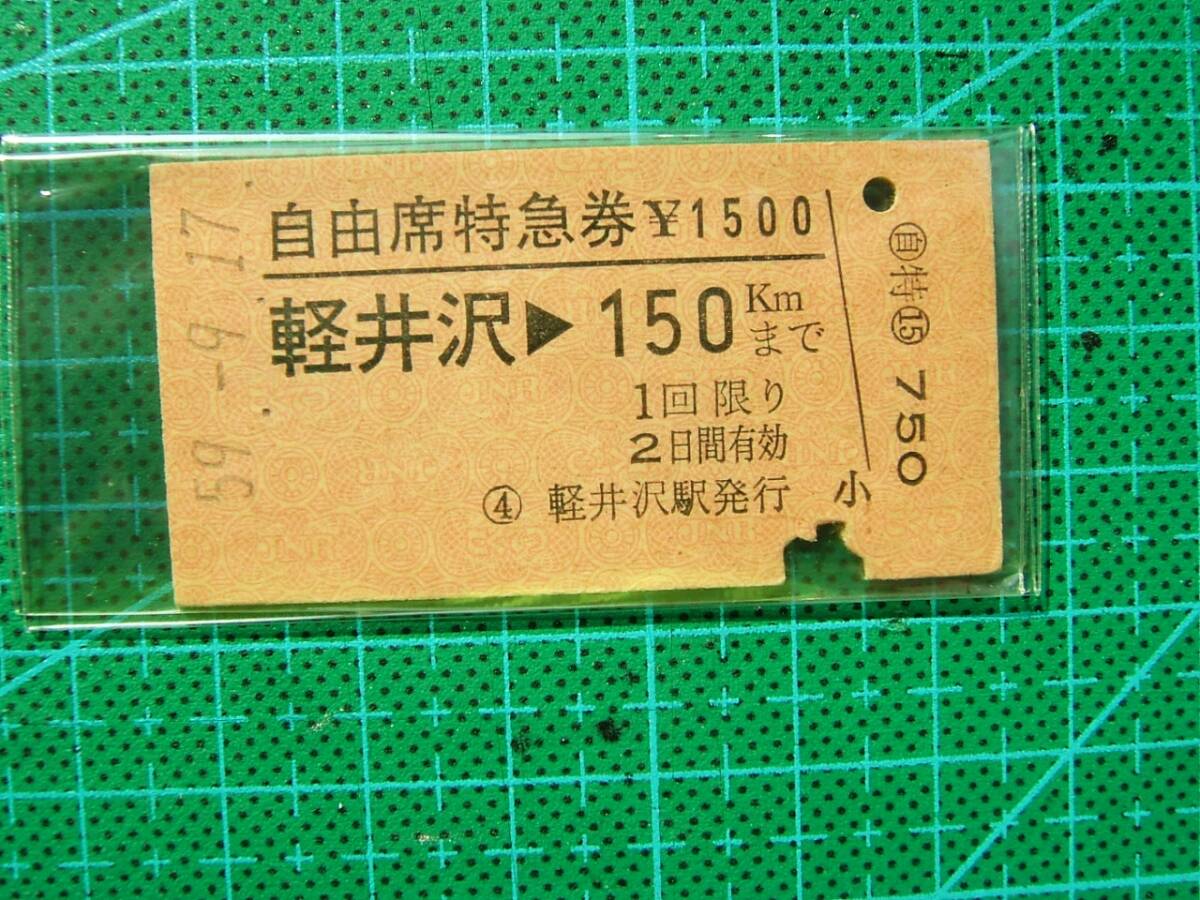 自由席特急券 ¥1500
軽井沢▶150Kmまで
1回限り
2日間有効
④ 軽井沢駅発行
小
㊀特⑮ 750
59.-9.17